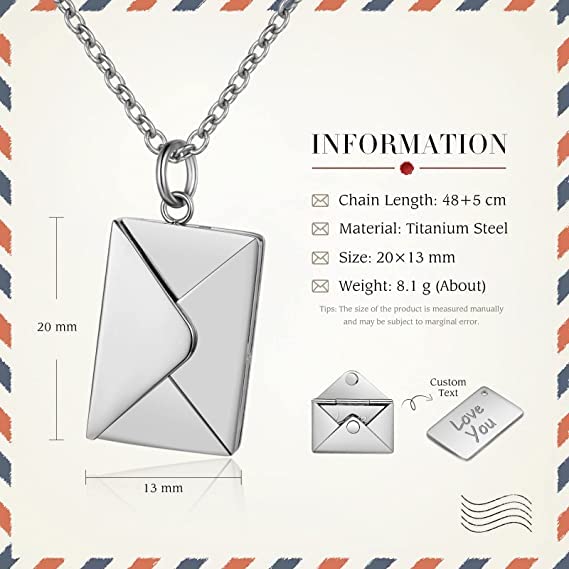 INFORMATION
Chain Length: 48+5 cm
Material: Titanium Steel
Size: 20×13 mm
Weight: 8.1 g (About)
Tips: The size of the product is measured manually
and may be subject to marginal error.
20 mm
13 mm
Custom
Text
Love
You